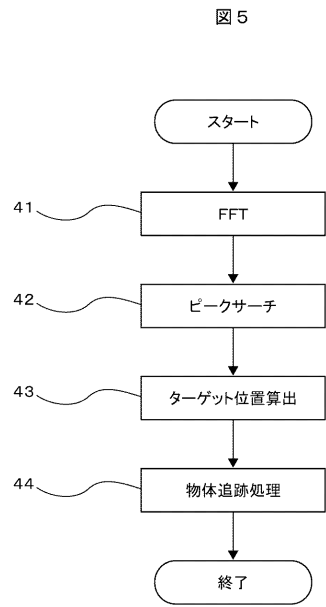 図5
スタート
41
FFT
42
ピークサーチ
43
ターゲット位置算出
44
物体追跡処理
終了